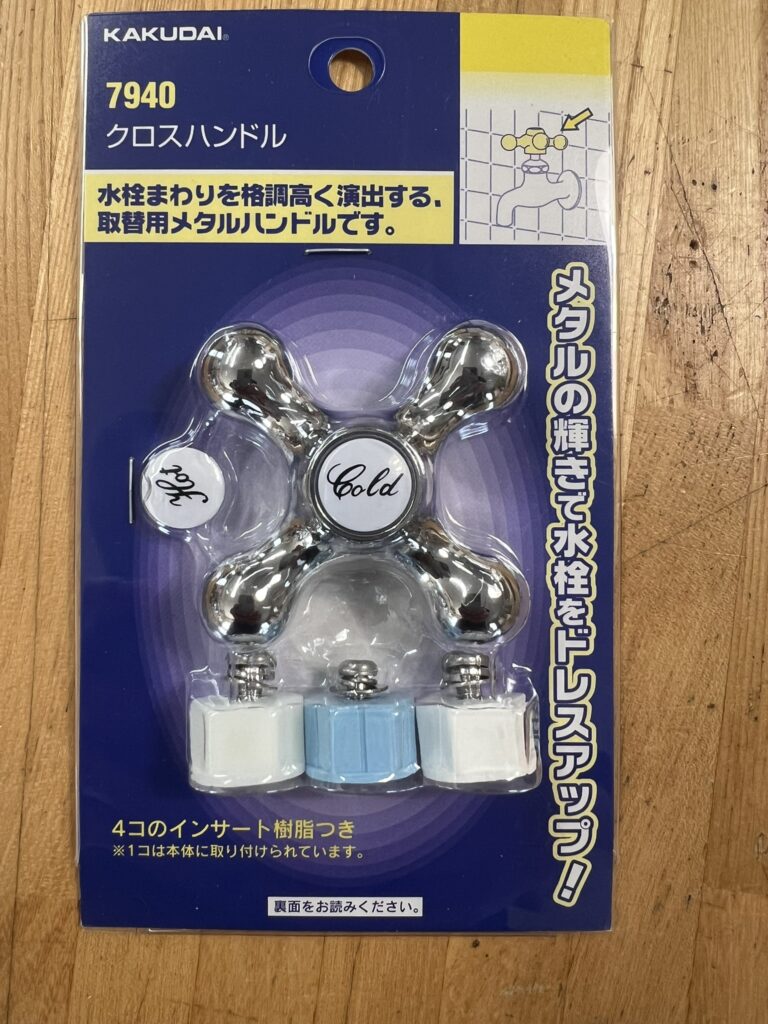 KAKUDAI®
7940
クロスハンドル
水栓まわりを格調高く演出する、
取替用メタルハンドルです。
メタルの輝きで水栓をドレスアップ！
Hot
Cold
4コのインサート樹脂つき
※1コは本体に取り付けられています。
裏面をお読みください。